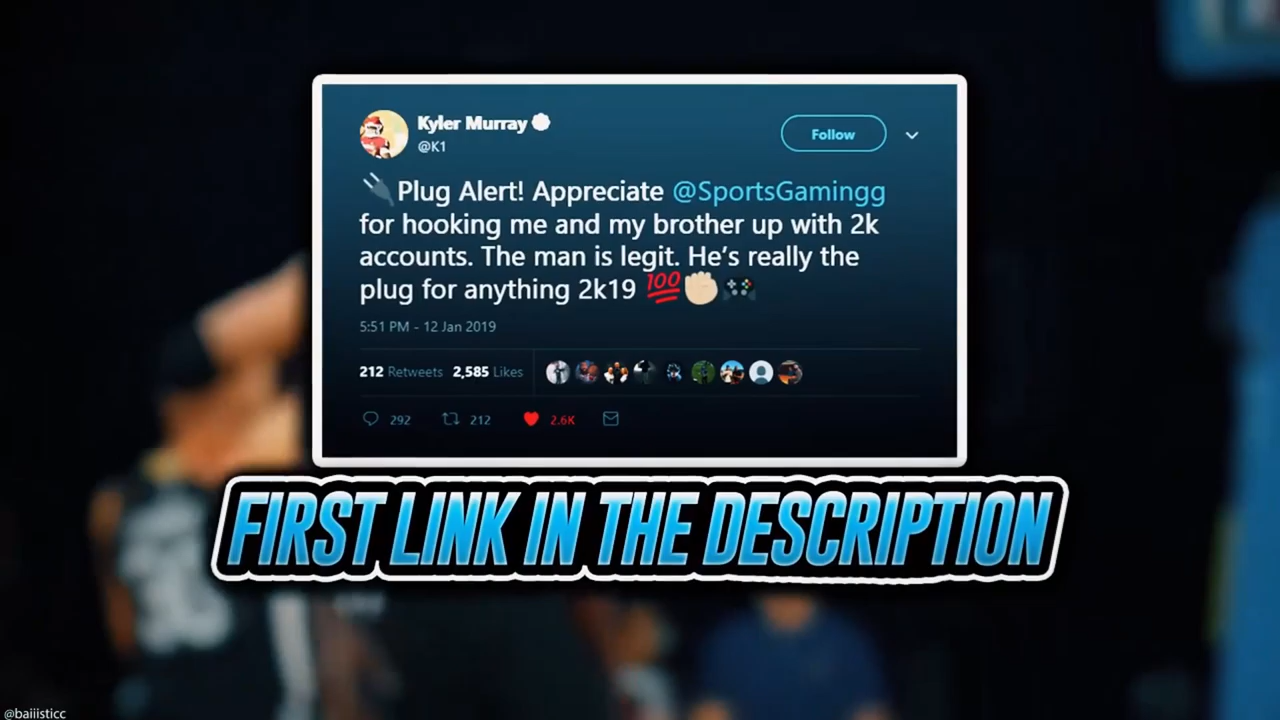 Kyler Murray
@K1
Follow
🔌Plug Alert! Appreciate @SportsGamingg
for hooking me and my brother up with 2k
accounts. The man is legit. He’s really the
plug for anything 2k19 💯✊🏼🎮
5:51 PM - 12 Jan 2019
212 Retweets 2,585 Likes
292 212 2.6K
FIRST LINK IN THE DESCRIPTION
@baiiisticc